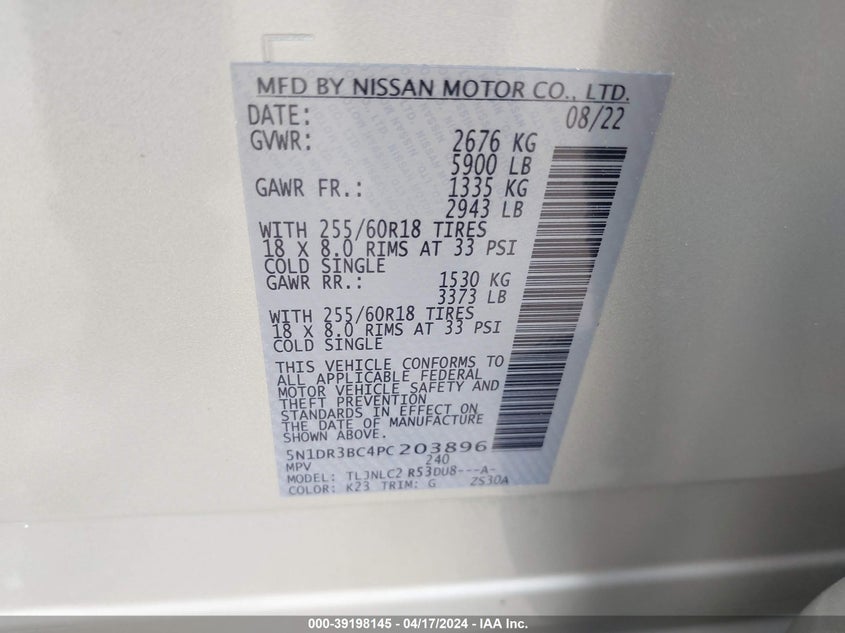 MFD BY NISSAN MOTOR CO., LTD.
DATE: 08/22
GVWR: 2676 KG
5900 LB
GAWR FR.: 1335 KG
2943 LB
WITH 255/60R18 TIRES
18 X 8.0 RIMS AT 33 PSI
COLD SINGLE
GAWR RR.: 1530 KG
3373 LB
WITH 255/60R18 TIRES
18 X 8.0 RIMS AT 33 PSI
COLD SINGLE
THIS VEHICLE CONFORMS TO
ALL APPLICABLE FEDERAL
MOTOR VEHICLE SAFETY AND
THEFT PREVENTION
STANDARDS IN EFFECT ON
THE DATE OF MANUFACTURE
SHOWN ABOVE.
5N1DR3BC4PC203896
MPV 240
MODEL: TLJNLC2 R53DU8---A-
COLOR: K23 TRIM: G ZS30A
000-39198145 - 04/17/2024 - IAA Inc.